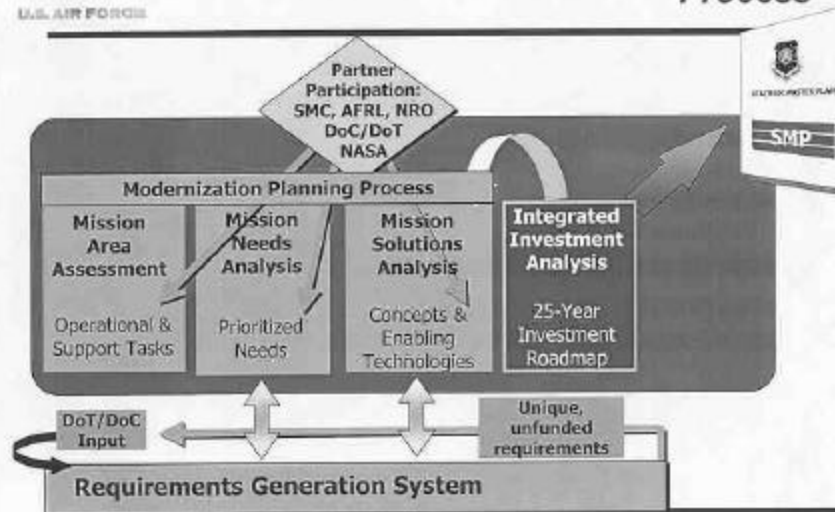 U.S. AIR FORCE
Process
Partner
Participation:
SMC, AFRL, NRO
DoC/DoT
NASA
SMP
Modernization Planning Process
Mission
Area
Assessment
Operational &
Support Tasks
Mission
Needs
Analysis
Prioritized
Needs
Mission
Solutions
Analysis
Concepts &
Enabling
Technologies
Integrated
Investment
Analysis
25-Year
Investment
Roadmap
DoT/DoC
Input
Unique,
unfunded
requirements
Requirements Generation System